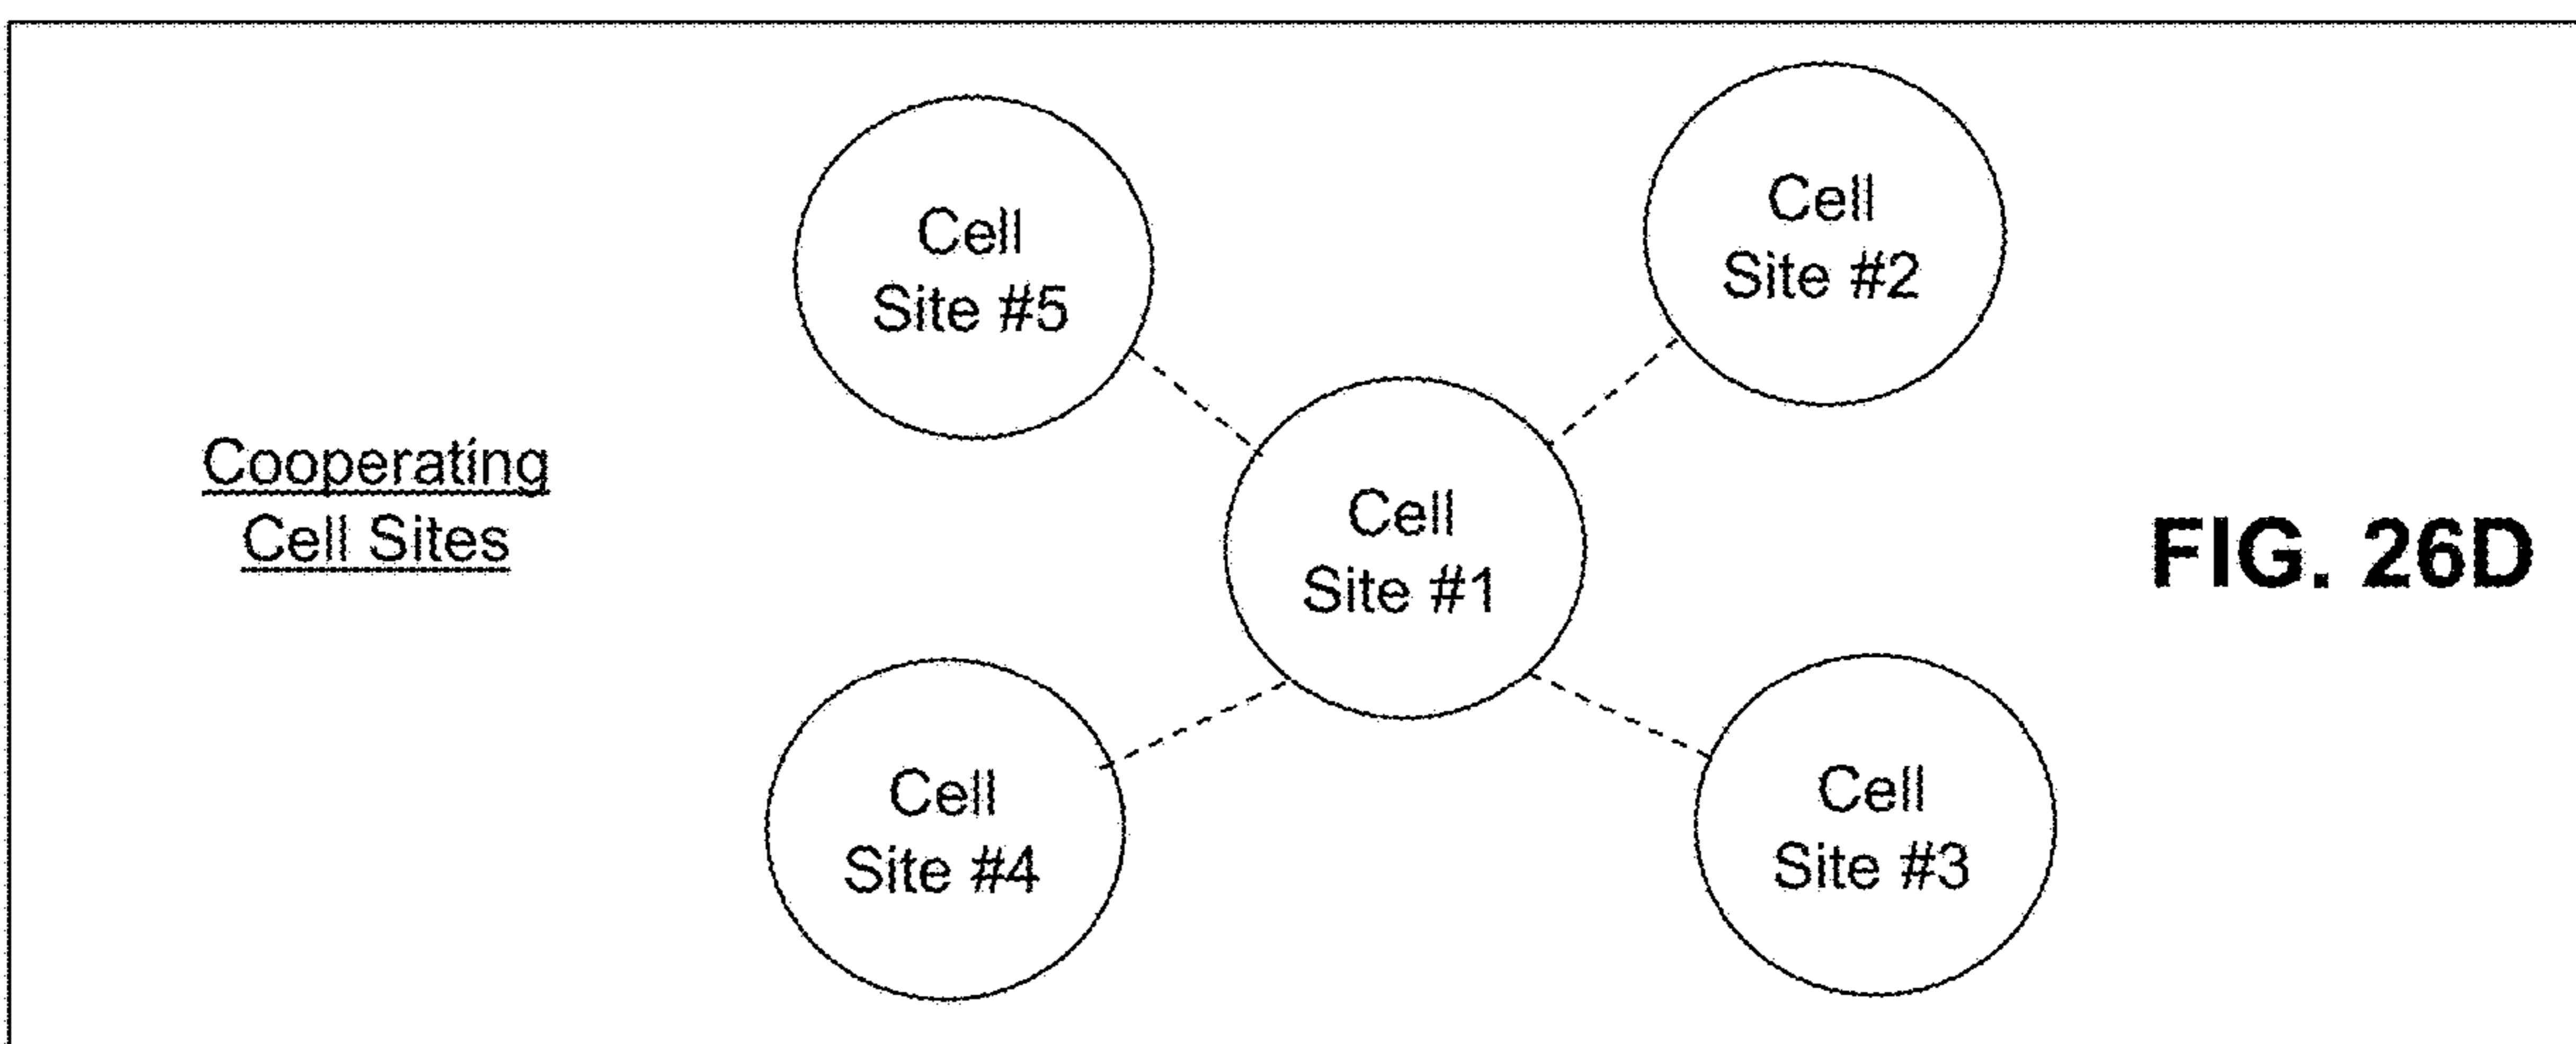 Cell
Site #5
Cell
Site #2
Cooperating
Cell Sites
Cell
Site #1
FIG. 26D
Cell
Site #4
Cell
Site #3